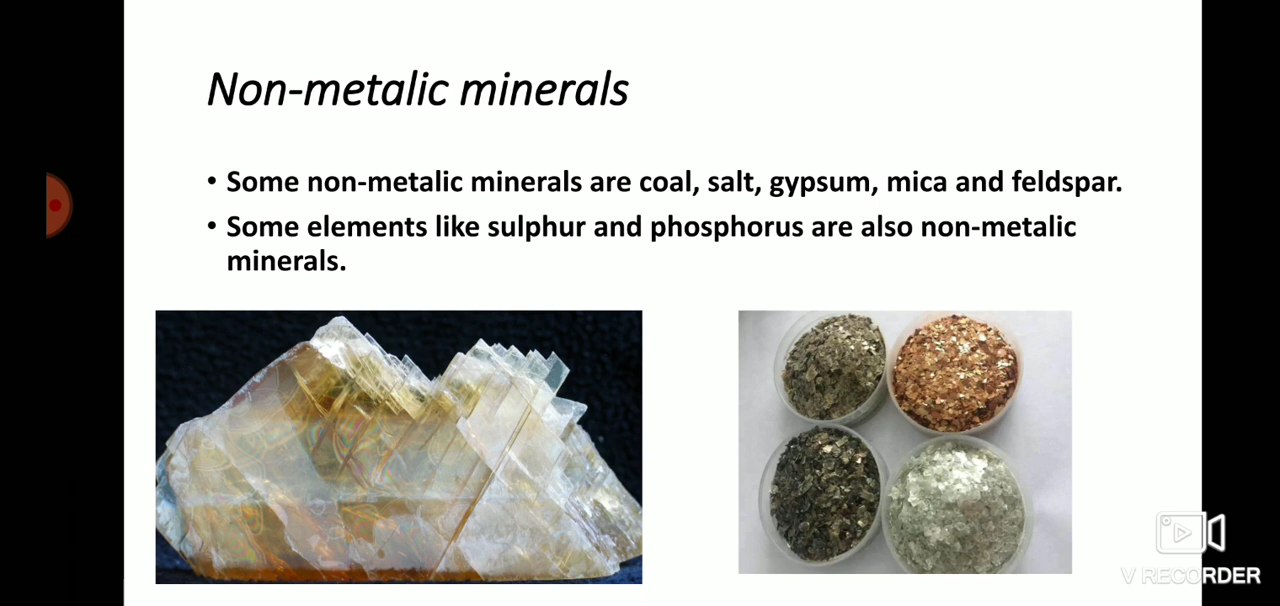 Non-metalic minerals
• Some non-metalic minerals are coal, salt, gypsum, mica and feldspar.
• Some elements like sulphur and phosphorus are also non-metalic
minerals.
V RECORDER